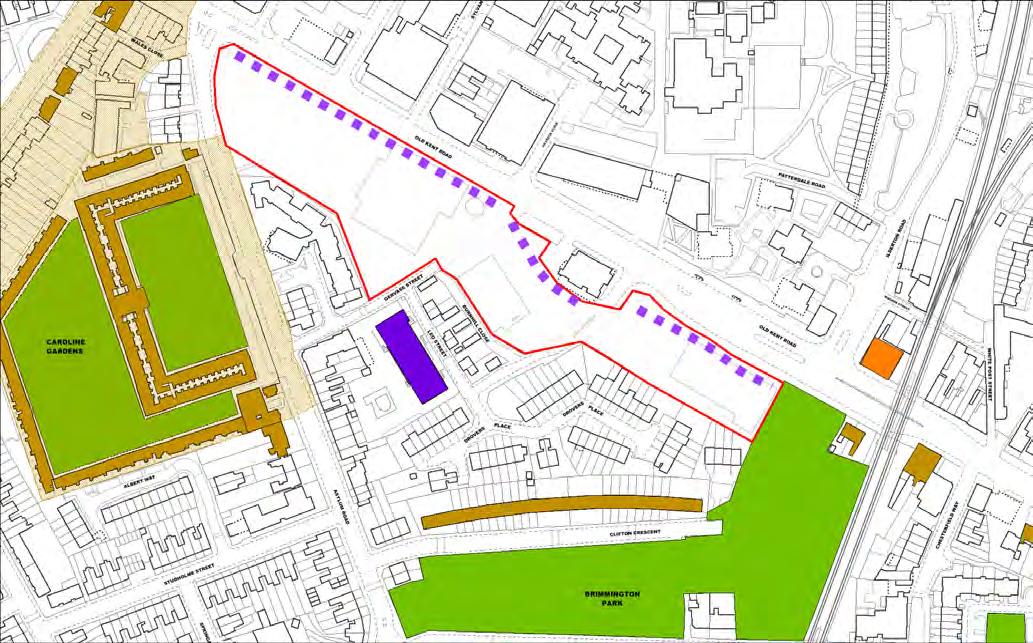 SYLVAN
WALES CLOSE
OLD KENT ROAD
PATTERDALE ROAD
ILDERTON ROAD
GERVASE STREET
BURNHILL CLOSE
LEO STREET
OLD KENT ROAD
CAROLINE
GARDENS
WHITE POST STREET
DROVERS PLACE
DROVERS PLACE
ALBERT WAY
ASYLUM ROAD
CLIFTON CRESCENT
CHESTERFIELD WAY
STUDHOLME STREET
BRIMMINGTON
PARK